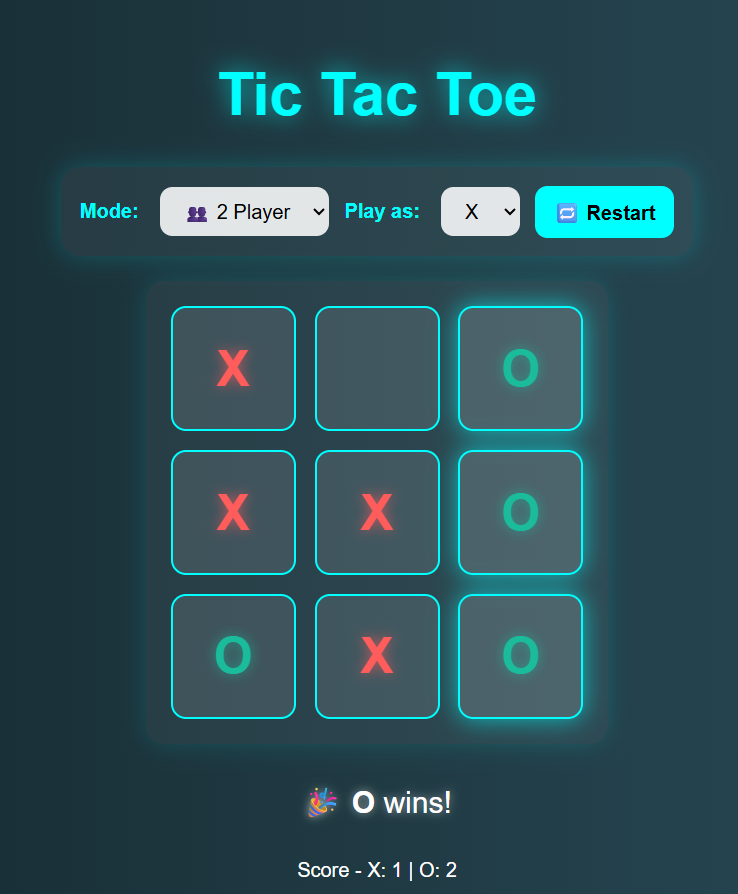 Tic Tac Toe
Mode: 👥 2 Player Play as: X 🔁 Restart
X O
X X O
O X O
🎉 O wins!
Score - X: 1 | O: 2